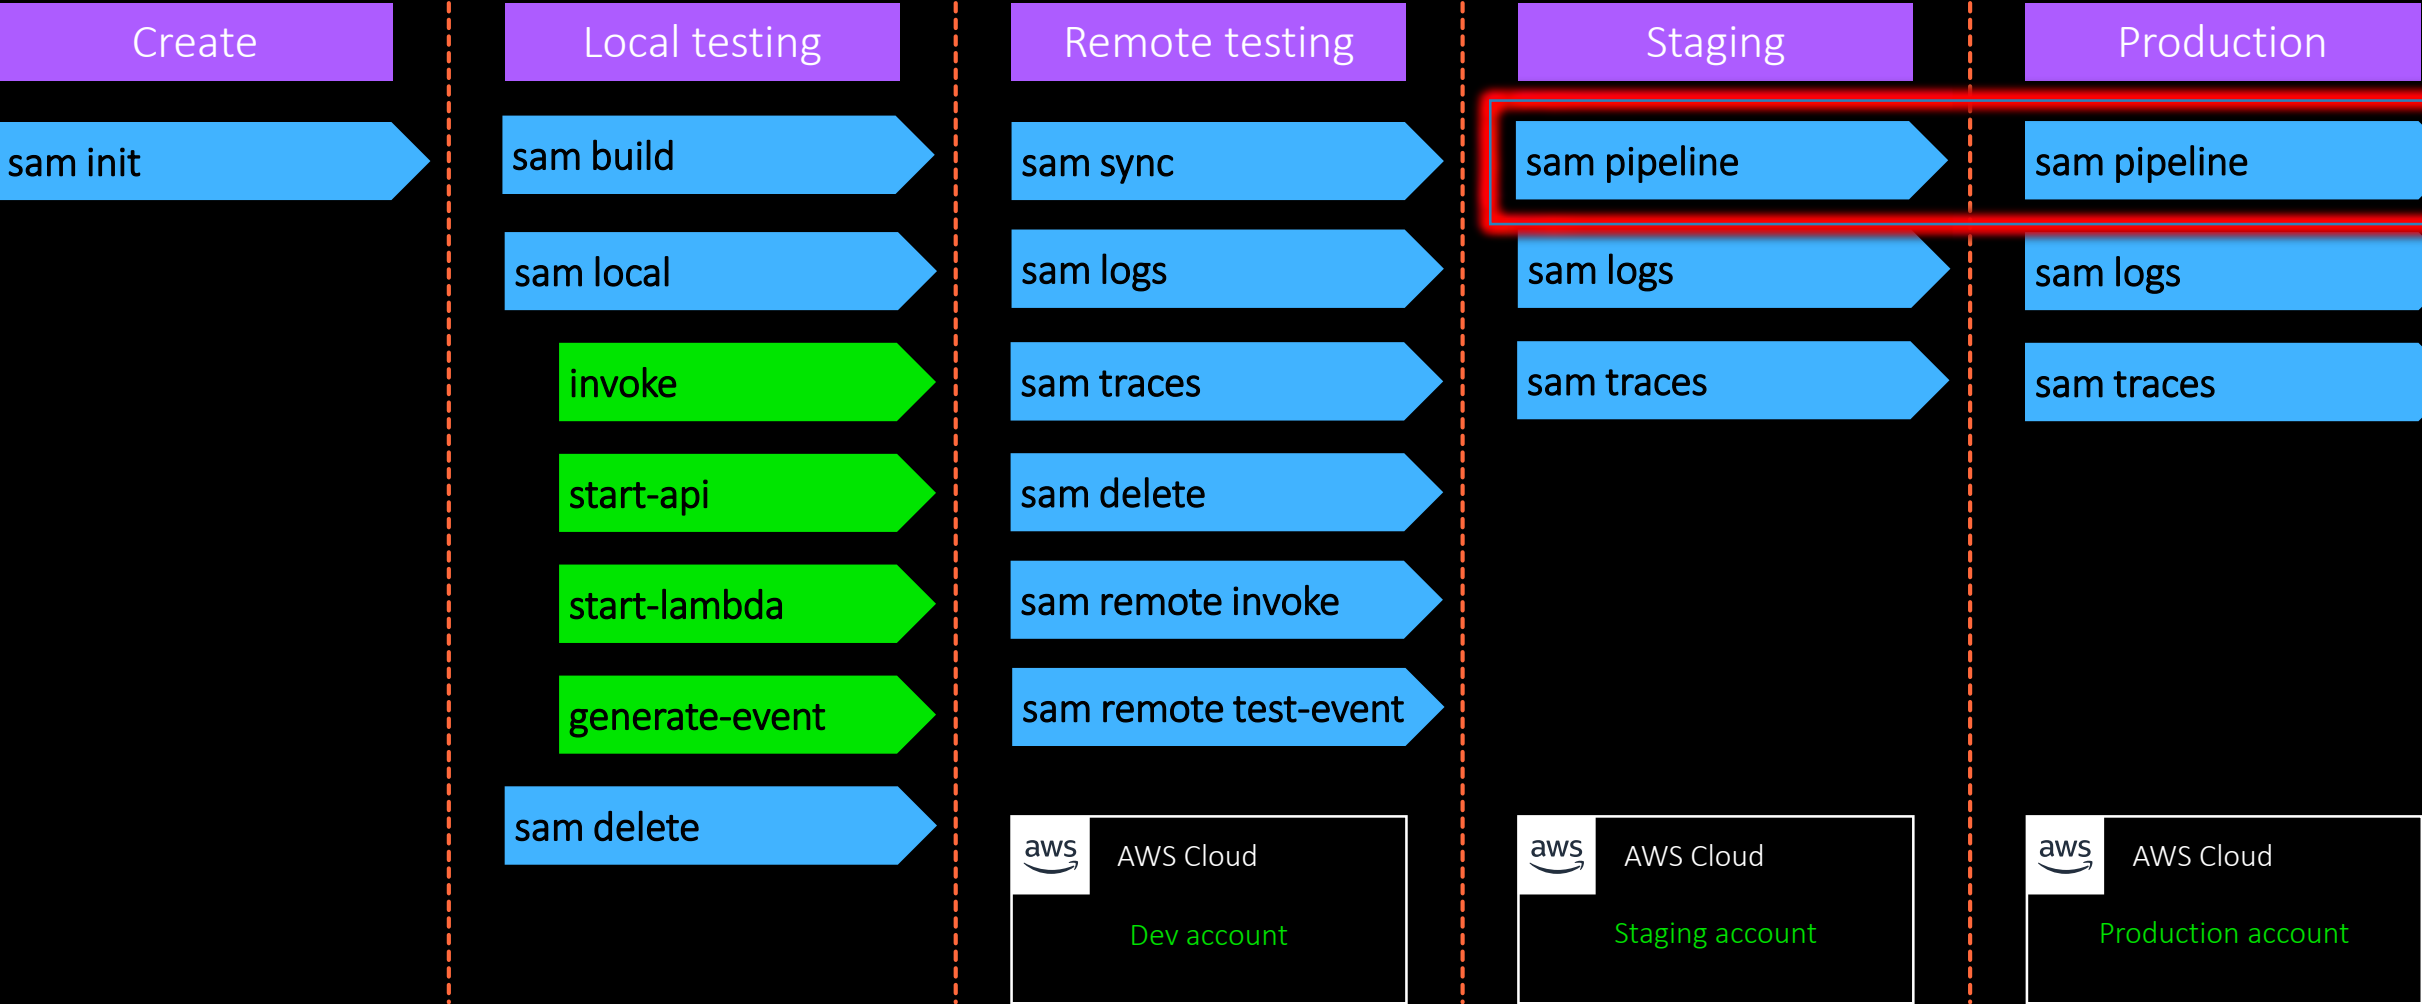 Create
Local testing
Remote testing
Staging
Production
sam init
sam build
sam local
invoke
start-api
start-lambda
generate-event
sam delete
sam sync
sam logs
sam traces
sam delete
sam remote invoke
sam remote test-event
aws
AWS Cloud
Dev account
sam pipeline
sam logs
sam traces
aws
AWS Cloud
Staging account
sam pipeline
sam logs
sam traces
aws
AWS Cloud
Production account